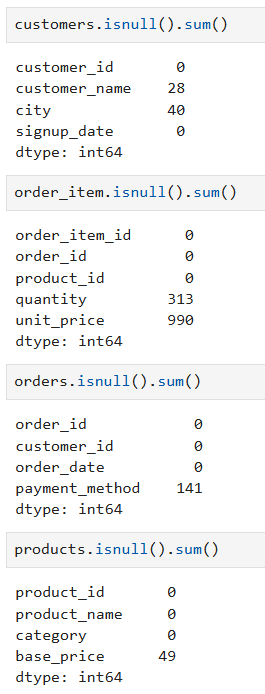 customers.isnull().sum()
customer_id 0
customer_name 28
city 40
signup_date 0
dtype: int64
order_item.isnull().sum()
order_item_id 0
order_id 0
product_id 0
quantity 313
unit_price 990
dtype: int64
orders.isnull().sum()
order_id 0
customer_id 0
order_date 0
payment_method 141
dtype: int64
products.isnull().sum()
product_id 0
product_name 0
category 0
base_price 49
dtype: int64